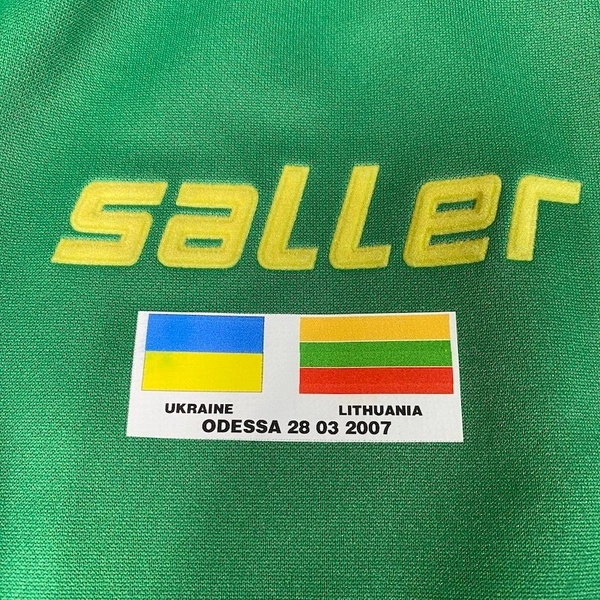 saller
UKRAINE LITHUANIA
ODESSA 28 03 2007